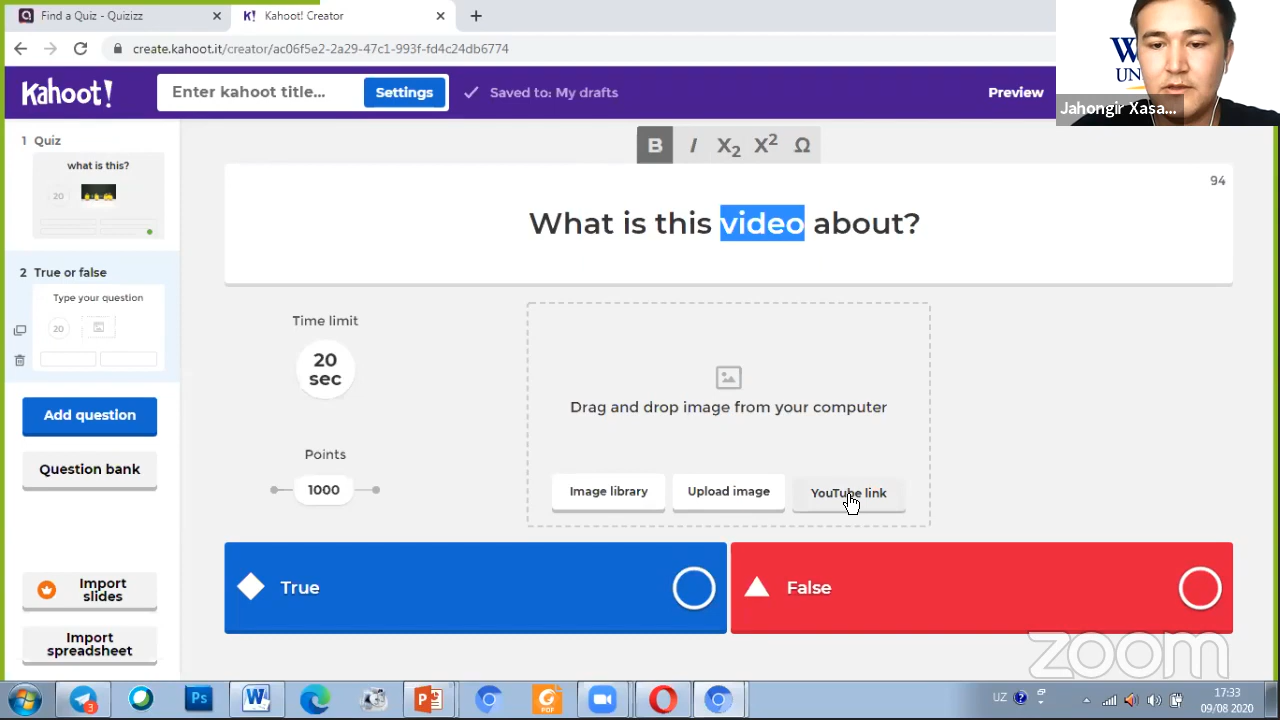 Find a Quiz - Quizizz
K! Kahoot! Creator
create.kahoot.it/creator/ac06f5e2-2a29-47c1-993f-fd4c24db6774
Kahoot!
Enter kahoot title...
Settings
Saved to: My drafts
Preview
Jahongir Xasa...
1 Quiz
what is this?
20
2 True or false
Type your question
20
Add question
Question bank
Import
slides
Import
spreadsheet
B I X2 X2 Ω
94
What is this video about?
Time limit
20
sec
Points
1000
Drag and drop image from your computer
Image library
Upload image
YouTube link
True
False
zoom
3
Ps
W
P
PDF
UZ
17:33
09/08 2020